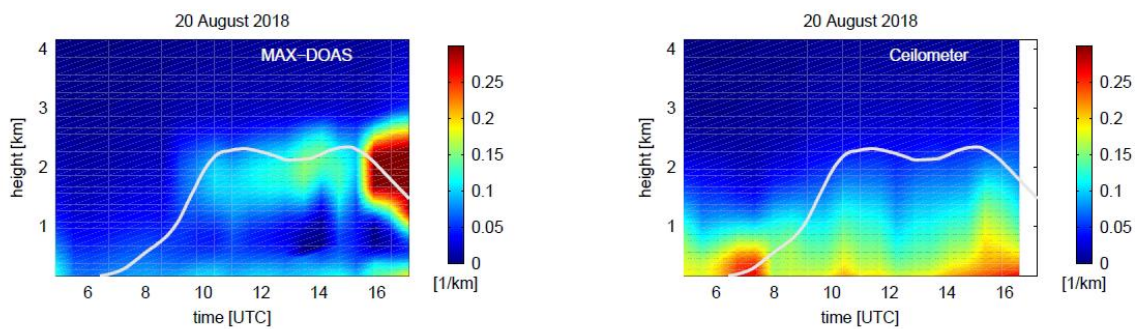 20 August 2018
MAX-DOAS
height [km]
4
3
2
1
6 8 10 12 14 16
time [UTC]
0.25
0.2
0.15
0.1
0.05
0
[1/km]
20 August 2018
Ceilometer
height [km]
4
3
2
1
6 8 10 12 14 16
time [UTC]
0.25
0.2
0.15
0.1
0.05
0
[1/km]